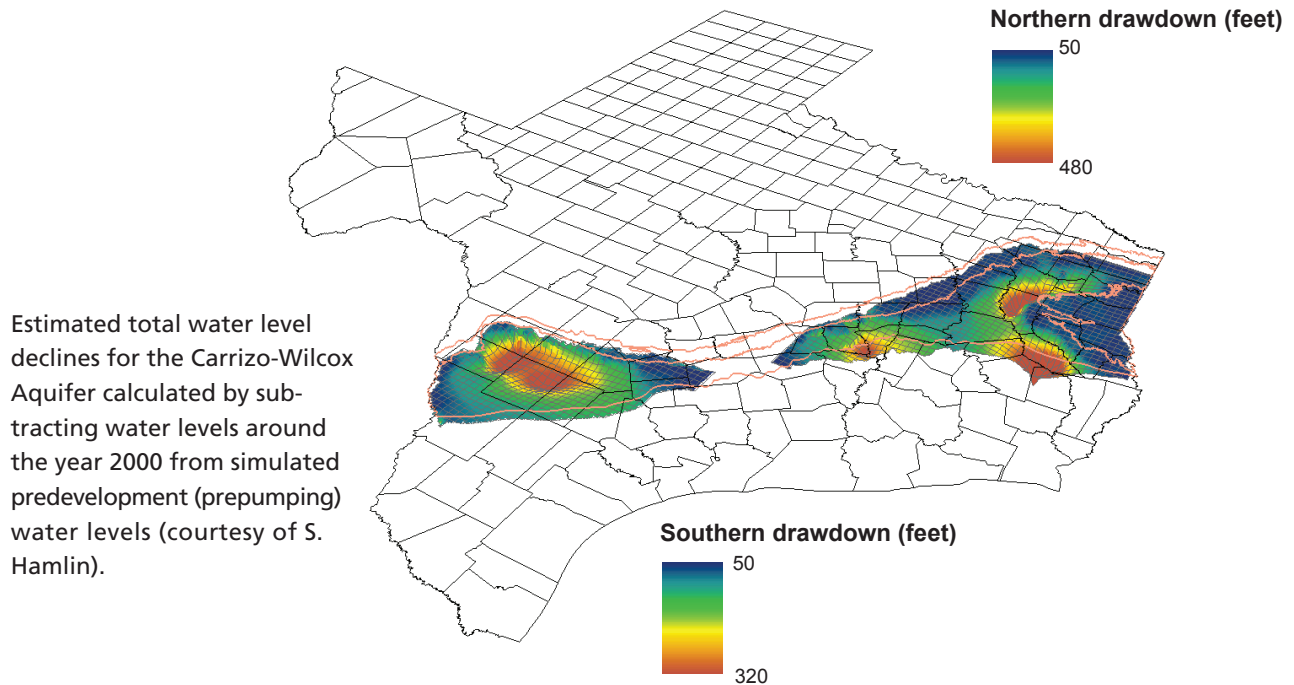 Northern drawdown (feet)
50
480
Estimated total water level
declines for the Carrizo-Wilcox
Aquifer calculated by sub-
tracting water levels around
the year 2000 from simulated
predevelopment (prepumping)
water levels (courtesy of S.
Hamlin).
Southern drawdown (feet)
50
320